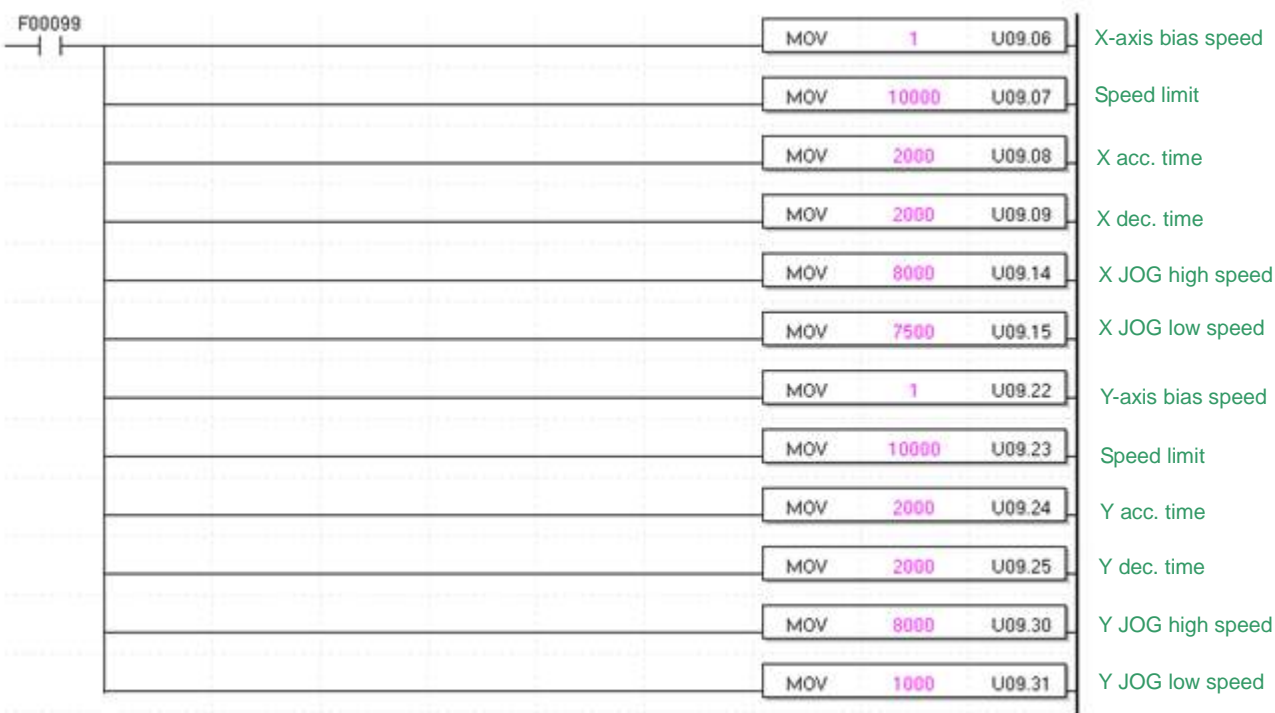 F00099
MOV 1 U09.06 X-axis bias speed
MOV 10000 U09.07 Speed limit
MOV 2000 U09.08 X acc. time
MOV 2000 U09.09 X dec. time
MOV 8000 U09.14 X JOG high speed
MOV 7500 U09.15 X JOG low speed
MOV 1 U09.22 Y-axis bias speed
MOV 10000 U09.23 Speed limit
MOV 2000 U09.24 Y acc. time
MOV 2000 U09.25 Y dec. time
MOV 8000 U09.30 Y JOG high speed
MOV 1000 U09.31 Y JOG low speed